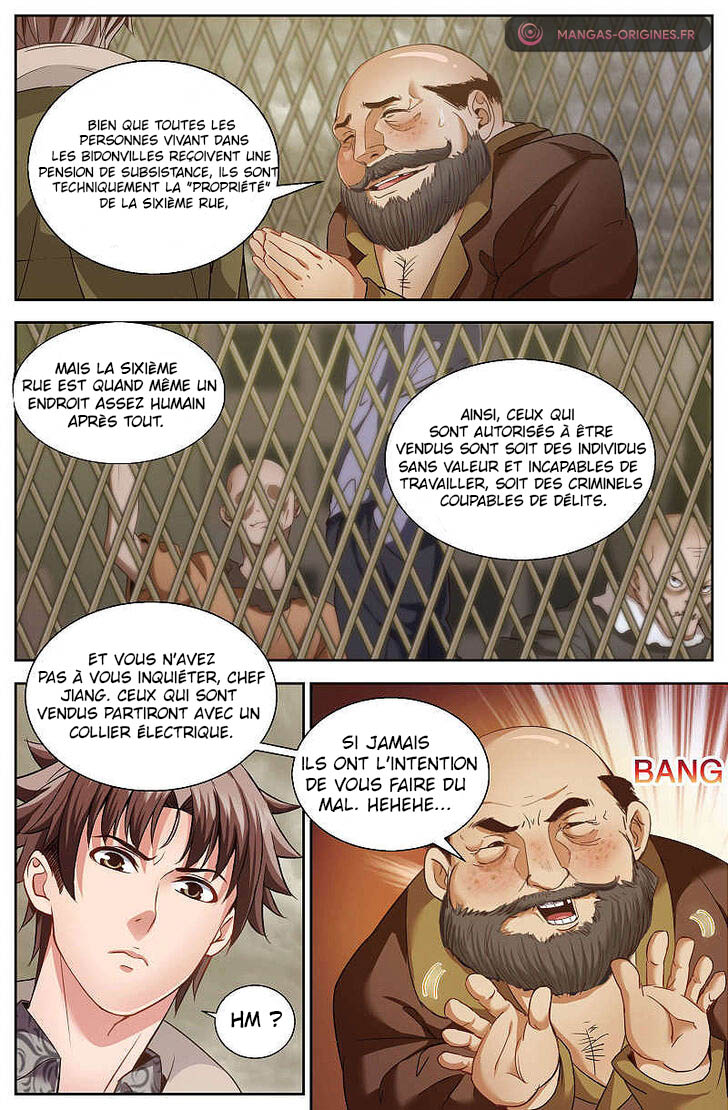 MANGAS-ORIGINES.FR
BIEN QUE TOUTES LES
PERSONNES VIVANT DANS
LES BIDONVILLES REÇOIVENT UNE
PENSION DE SUBSISTANCE, ILS SONT
TECHNIQUEMENT LA "PROPRIÉTÉ"
DE LA SIXIÈME RUE,
MAIS LA SIXIÈME
RUE EST QUAND MÊME UN
ENDROIT ASSEZ HUMAIN
APRÈS TOUT.
AINSI, CEUX QUI
SONT AUTORISÉS À ÊTRE
VENDUS SONT SOIT DES INDIVIDUS
SANS VALEUR ET INCAPABLES DE
TRAVAILLER, SOIT DES CRIMINELS
COUPABLES DE DÉLITS.
ET VOUS N'AVEZ
PAS À VOUS INQUIÉTER, CHEF
JIANG. CEUX QUI SONT
VENDUS PARTIRONT AVEC UN
COLLIER ÉLECTRIQUE.
SI JAMAIS
ILS ONT L'INTENTION
DE VOUS FAIRE DU
MAL. HEHEHE...
BANG
HM ?